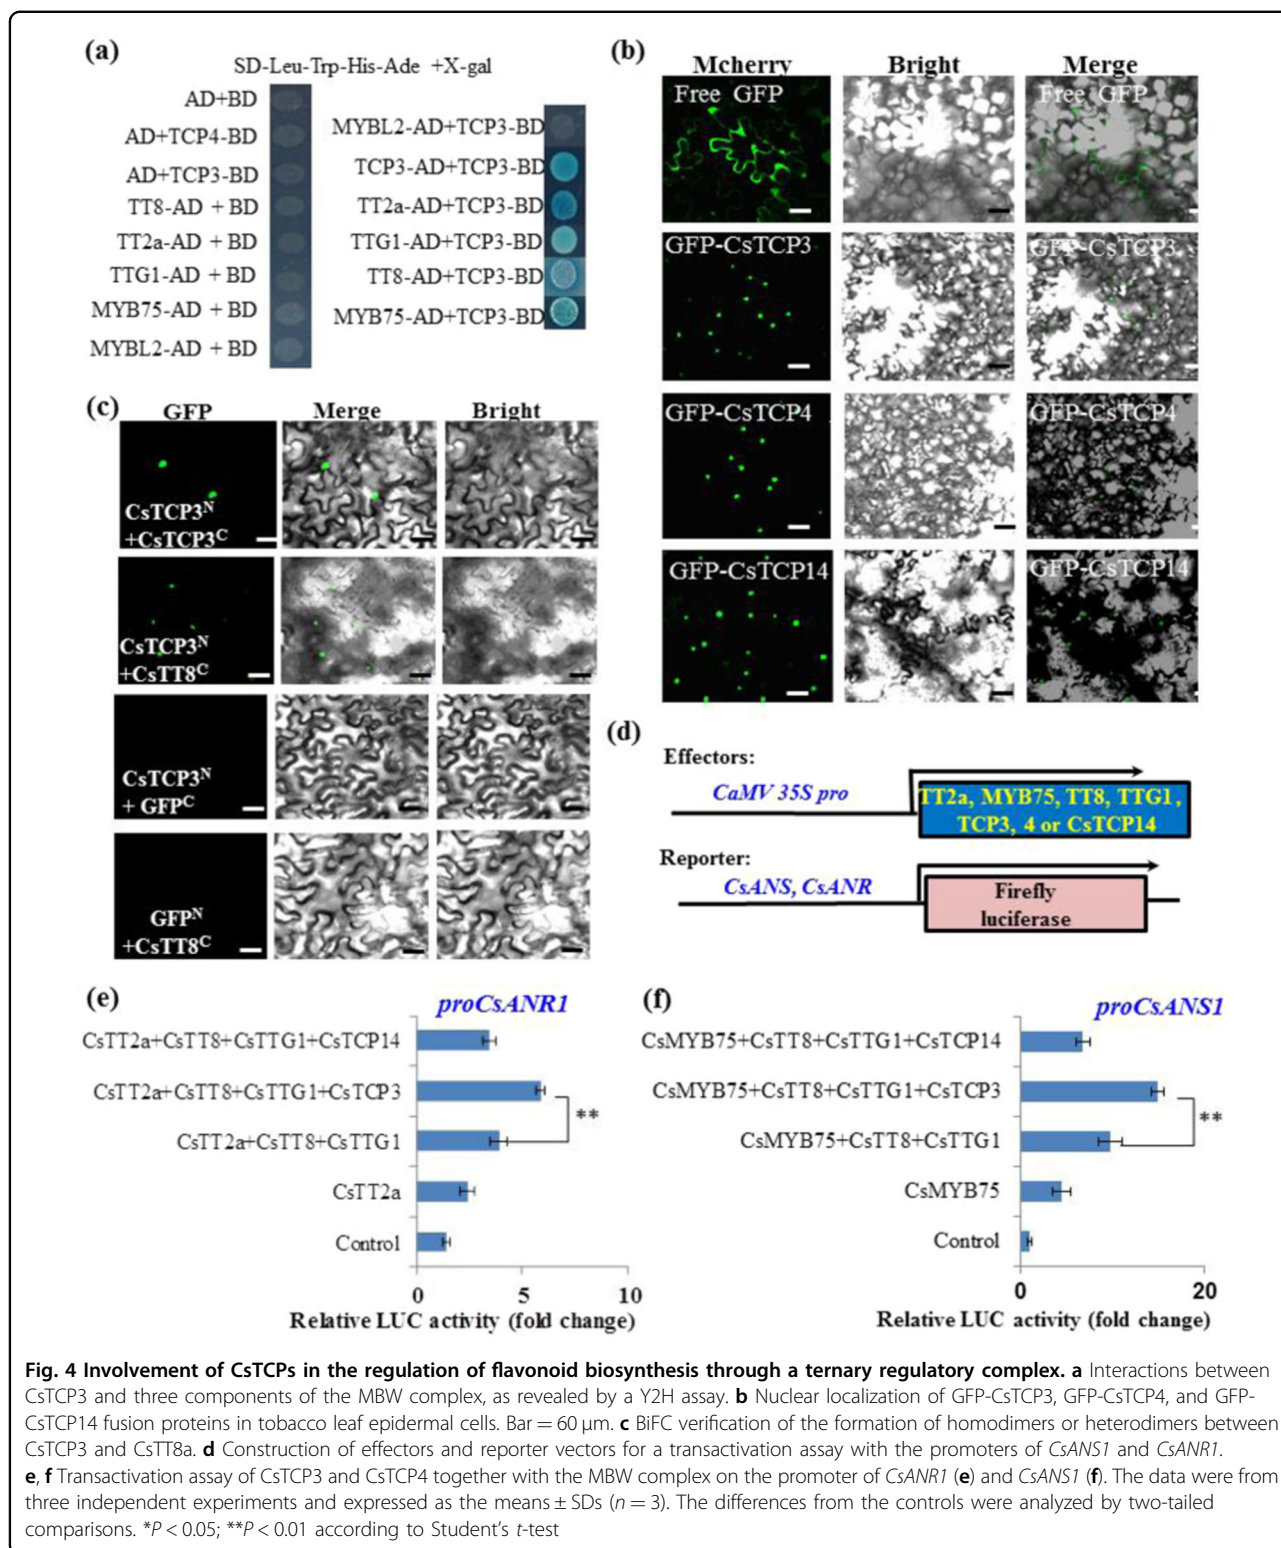 (a)
SD-Leu-Trp-His-Ade +X-gal
AD+BD
AD+TCP4-BD
AD+TCP3-BD
TT8-AD + BD
TT2a-AD + BD
TTG1-AD + BD
MYB75-AD + BD
MYBL2-AD + BD
MYBL2-AD+TCP3-BD
TCP3-AD+TCP3-BD
TT2a-AD+TCP3-BD
TTG1-AD+TCP3-BD
TT8-AD+TCP3-BD
MYB75-AD+TCP3-BD
(b)
Mcherry Bright Merge
Free GFP Free GFP
GFP-CsTCP3 GFP-CsTCP3
GFP-CsTCP4 GFP-CsTCP4
GFP-CsTCP14 GFP-CsTCP14
(c)
GFP Merge Bright
CsTCP3ᴺ
+CsTCP3ᶜ
CsTCP3ᴺ
+CsTT8ᶜ
CsTCP3ᴺ
+ GFPᶜ
GFPᴺ
+CsTT8ᶜ
(d)
Effectors:
CaMV 35S pro
TT2a, MYB75, TT8, TTG1,
TCP3, 4 or CsTCP14
Reporter:
CsANS, CsANR
Firefly
luciferase
(e)
proCsANR1
CsTT2a+CsTT8+CsTTG1+CsTCP14
CsTT2a+CsTT8+CsTTG1+CsTCP3
CsTT2a+CsTT8+CsTTG1
CsTT2a
Control
**
0 5 10
Relative LUC activity (fold change)
(f)
proCsANS1
CsMYB75+CsTT8+CsTTG1+CsTCP14
CsMYB75+CsTT8+CsTTG1+CsTCP3
CsMYB75+CsTT8+CsTTG1
CsMYB75
Control
**
0 20
Relative LUC activity (fold change)
Fig. 4 Involvement of CsTCPs in the regulation of flavonoid biosynthesis through a ternary regulatory complex. a Interactions between
CsTCP3 and three components of the MBW complex, as revealed by a Y2H assay. b Nuclear localization of GFP-CsTCP3, GFP-CsTCP4, and GFP-
CsTCP14 fusion proteins in tobacco leaf epidermal cells. Bar = 60 µm. c BiFC verification of the formation of homodimers or heterodimers between
CsTCP3 and CsTT8a. d Construction of effectors and reporter vectors for a transactivation assay with the promoters of CsANS1 and CsANR1.
e, f Transactivation assay of CsTCP3 and CsTCP4 together with the MBW complex on the promoter of CsANR1 (e) and CsANS1 (f). The data were from
three independent experiments and expressed as the means ± SDs (n = 3). The differences from the controls were analyzed by two-tailed
comparisons. *P < 0.05; **P < 0.01 according to Student's t-test